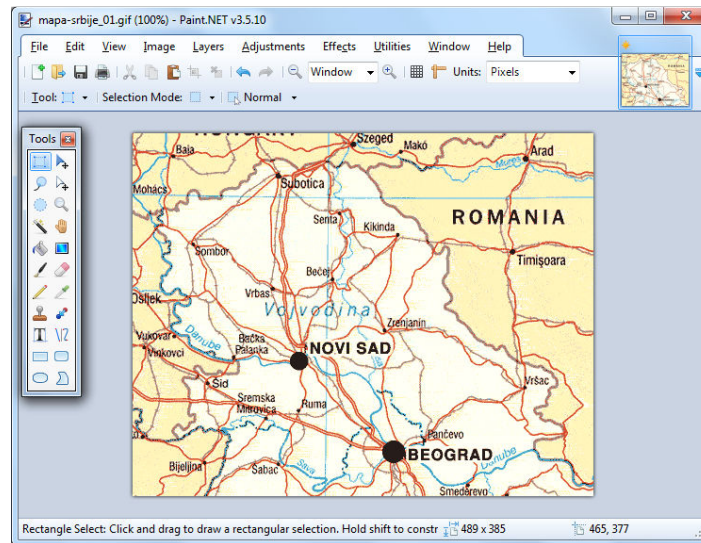 mapa-srbije_01.gif (100%) - Paint.NET v3.5.10
File Edit View Image Layers Adjustments Effects Utilities Window Help
Window Units: Pixels
Tool: Selection Mode: Normal
Tools
Szeged
Baja
Makó
Arad
Mures
Mohács
Subotica
Senta
Kikinda
ROMANIA
Sombor
Timişoara
Bečej
Vrbas
Vojvodina
Zrenjanin
Vukovar
Danube
Bačka
Palanka
Vinkovci
NOVI SAD
Šid
Vršac
Sremska
Mitrovica
Ruma
Pančevo
BEOGRAD
Bijeljina
Šabac
Sava
Danube
Smederevo
Rectangle Select: Click and drag to draw a rectangular selection. Hold shift to constr 489 x 385 465, 377